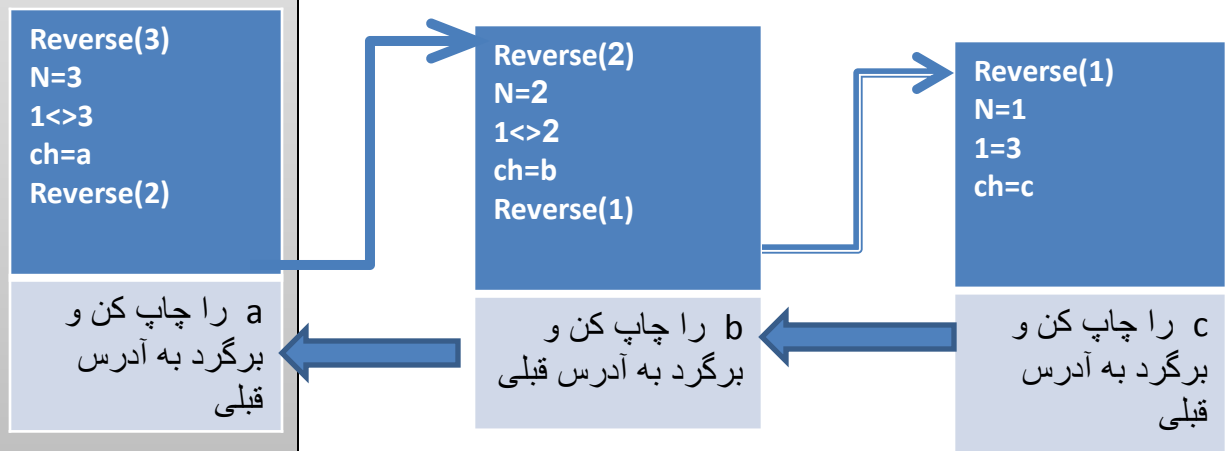 Reverse(3)
N=3
1<>3
ch=a
Reverse(2)
a را چاپ کن و
برگرد به آدرس
قبلی
Reverse(2)
N=2
1<>2
ch=b
Reverse(1)
b را چاپ کن و
برگرد به آدرس قبلی
Reverse(1)
N=1
1=3
ch=c
c را چاپ کن و
برگرد به آدرس
قبلی